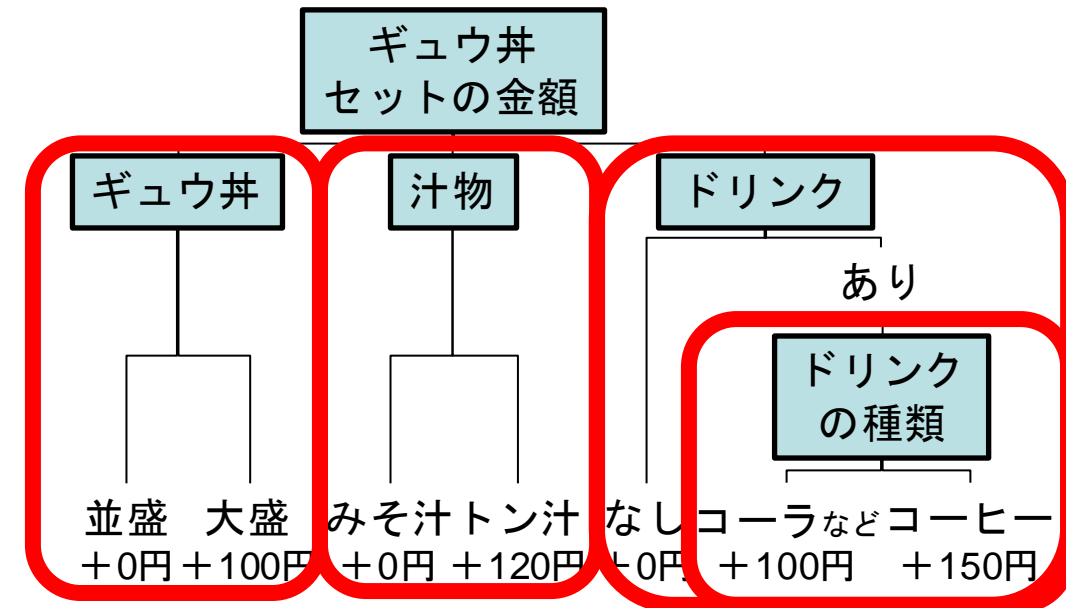 ギュウ丼
セットの金額
ギュウ丼
汁物
ドリンク
あり
ドリンク
の種類
並盛 大盛 みそ汁 トン汁 なし コーラなど コーヒー
+0円 +100円 +0円 +120円 +0円 +100円 +150円